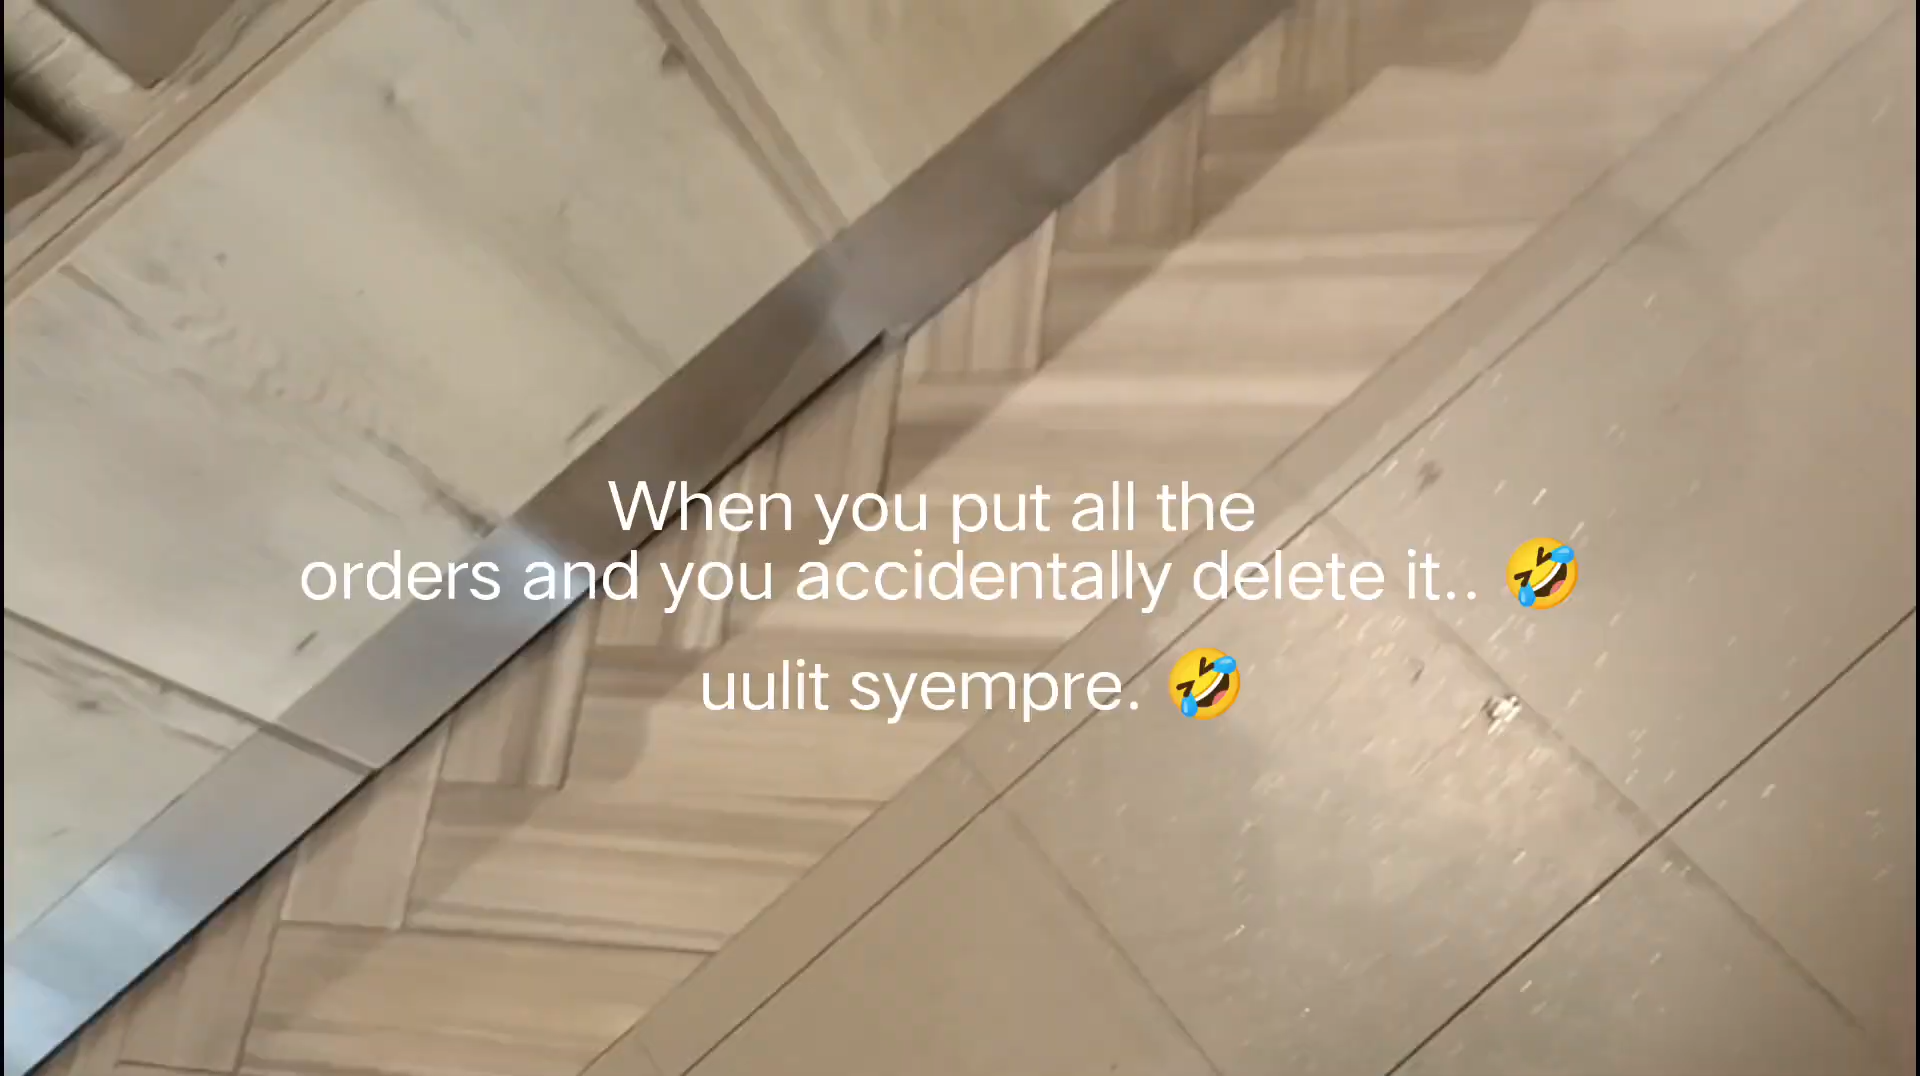 When you put all the
orders and you accidentally delete it.. 🤣
uulit syempre. 🤣